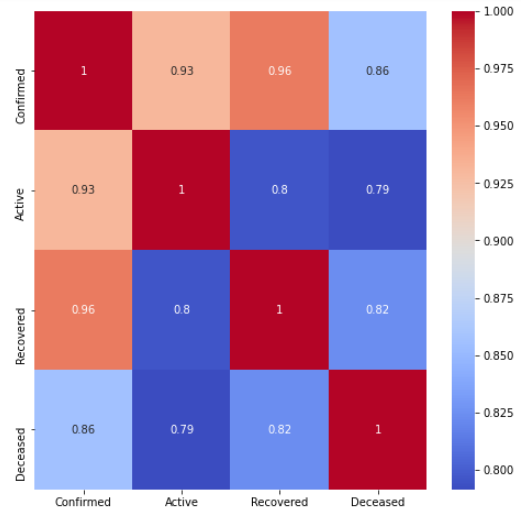 Confirmed 1 0.93 0.96 0.86
Active 0.93 1 0.8 0.79
Recovered 0.96 0.8 1 0.82
Deceased 0.86 0.79 0.82 1
Confirmed Active Recovered Deceased
1.000
0.975
0.950
0.925
0.900
0.875
0.850
0.825
0.800